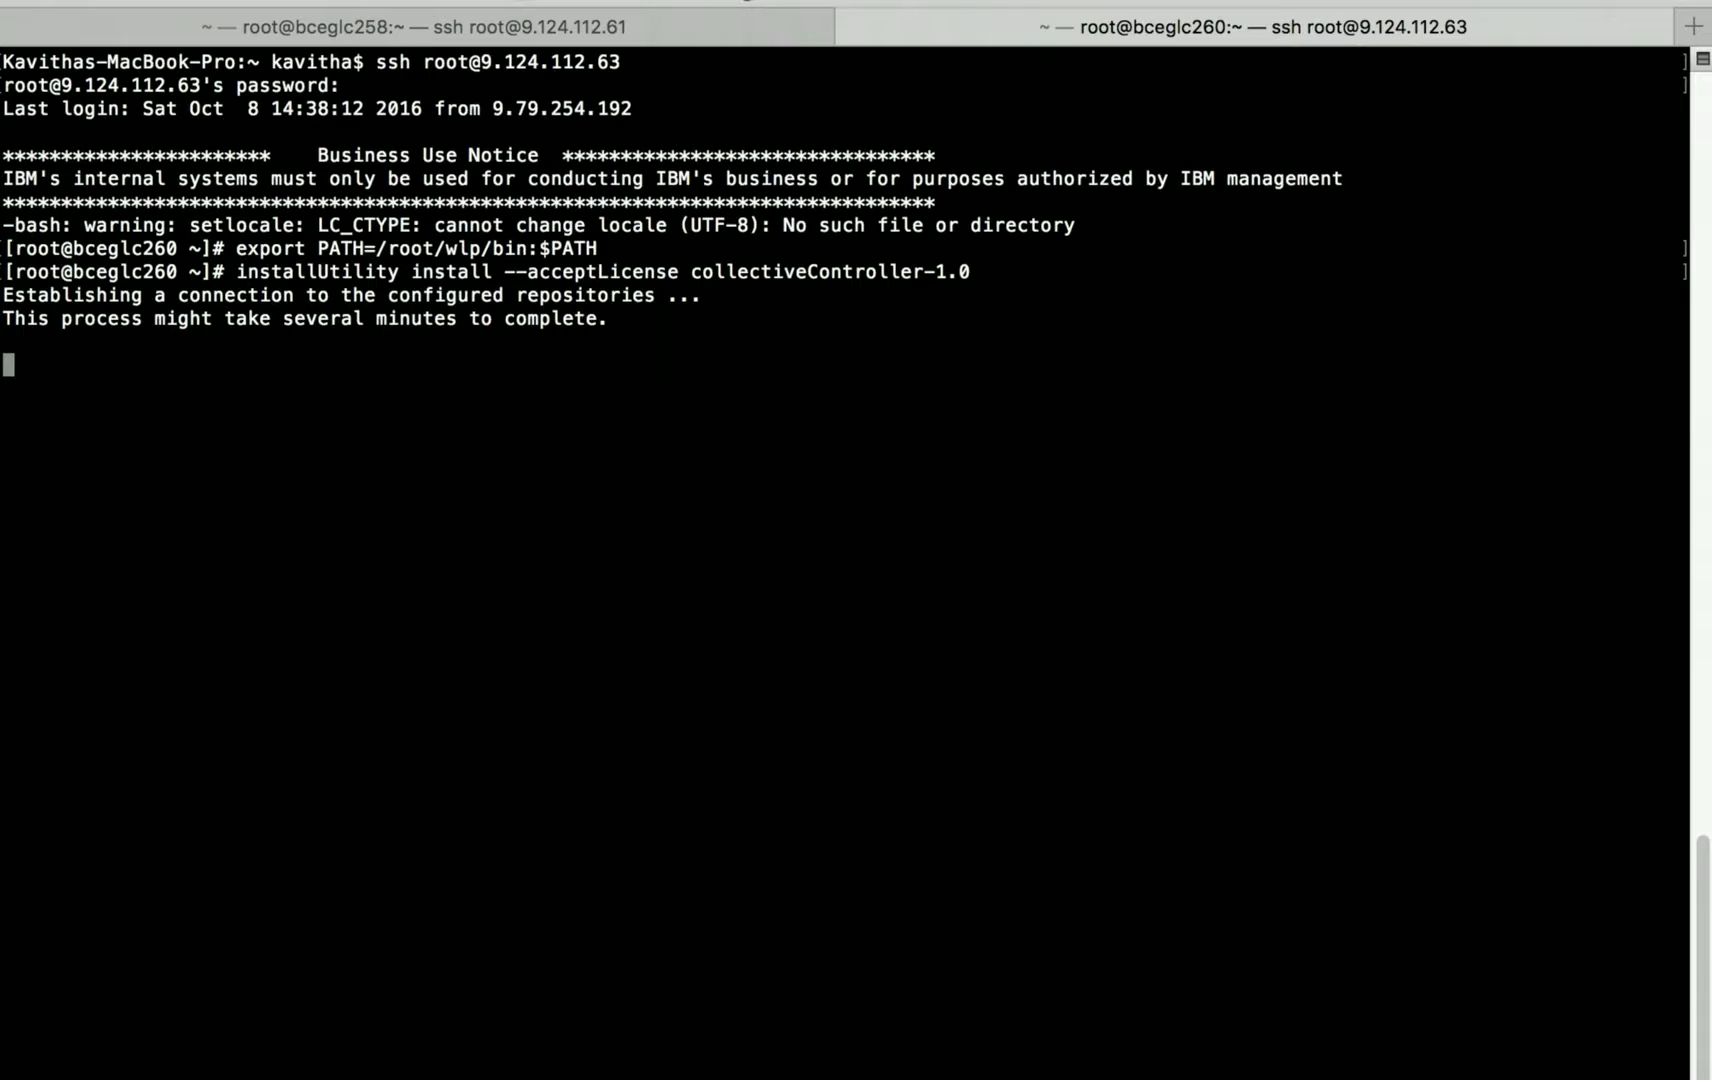 ~ — root@bceglc258:~ — ssh root@9.124.112.61
~ — root@bceglc260:~ — ssh root@9.124.112.63
[Kavithas-MacBook-Pro:~ kavitha$ ssh root@9.124.112.63 ]
[root@9.124.112.63's password: ]
Last login: Sat Oct  8 14:38:12 2016 from 9.79.254.192
***********************    Business Use Notice  ********************************
IBM's internal systems must only be used for conducting IBM's business or for purposes authorized by IBM management
********************************************************************************
-bash: warning: setlocale: LC_CTYPE: cannot change locale (UTF-8): No such file or directory
[[root@bceglc260 ~]# export PATH=/root/wlp/bin:$PATH ]
[[root@bceglc260 ~]# installUtility install --acceptLicense collectiveController-1.0 ]
Establishing a connection to the configured repositories ...
This process might take several minutes to complete.